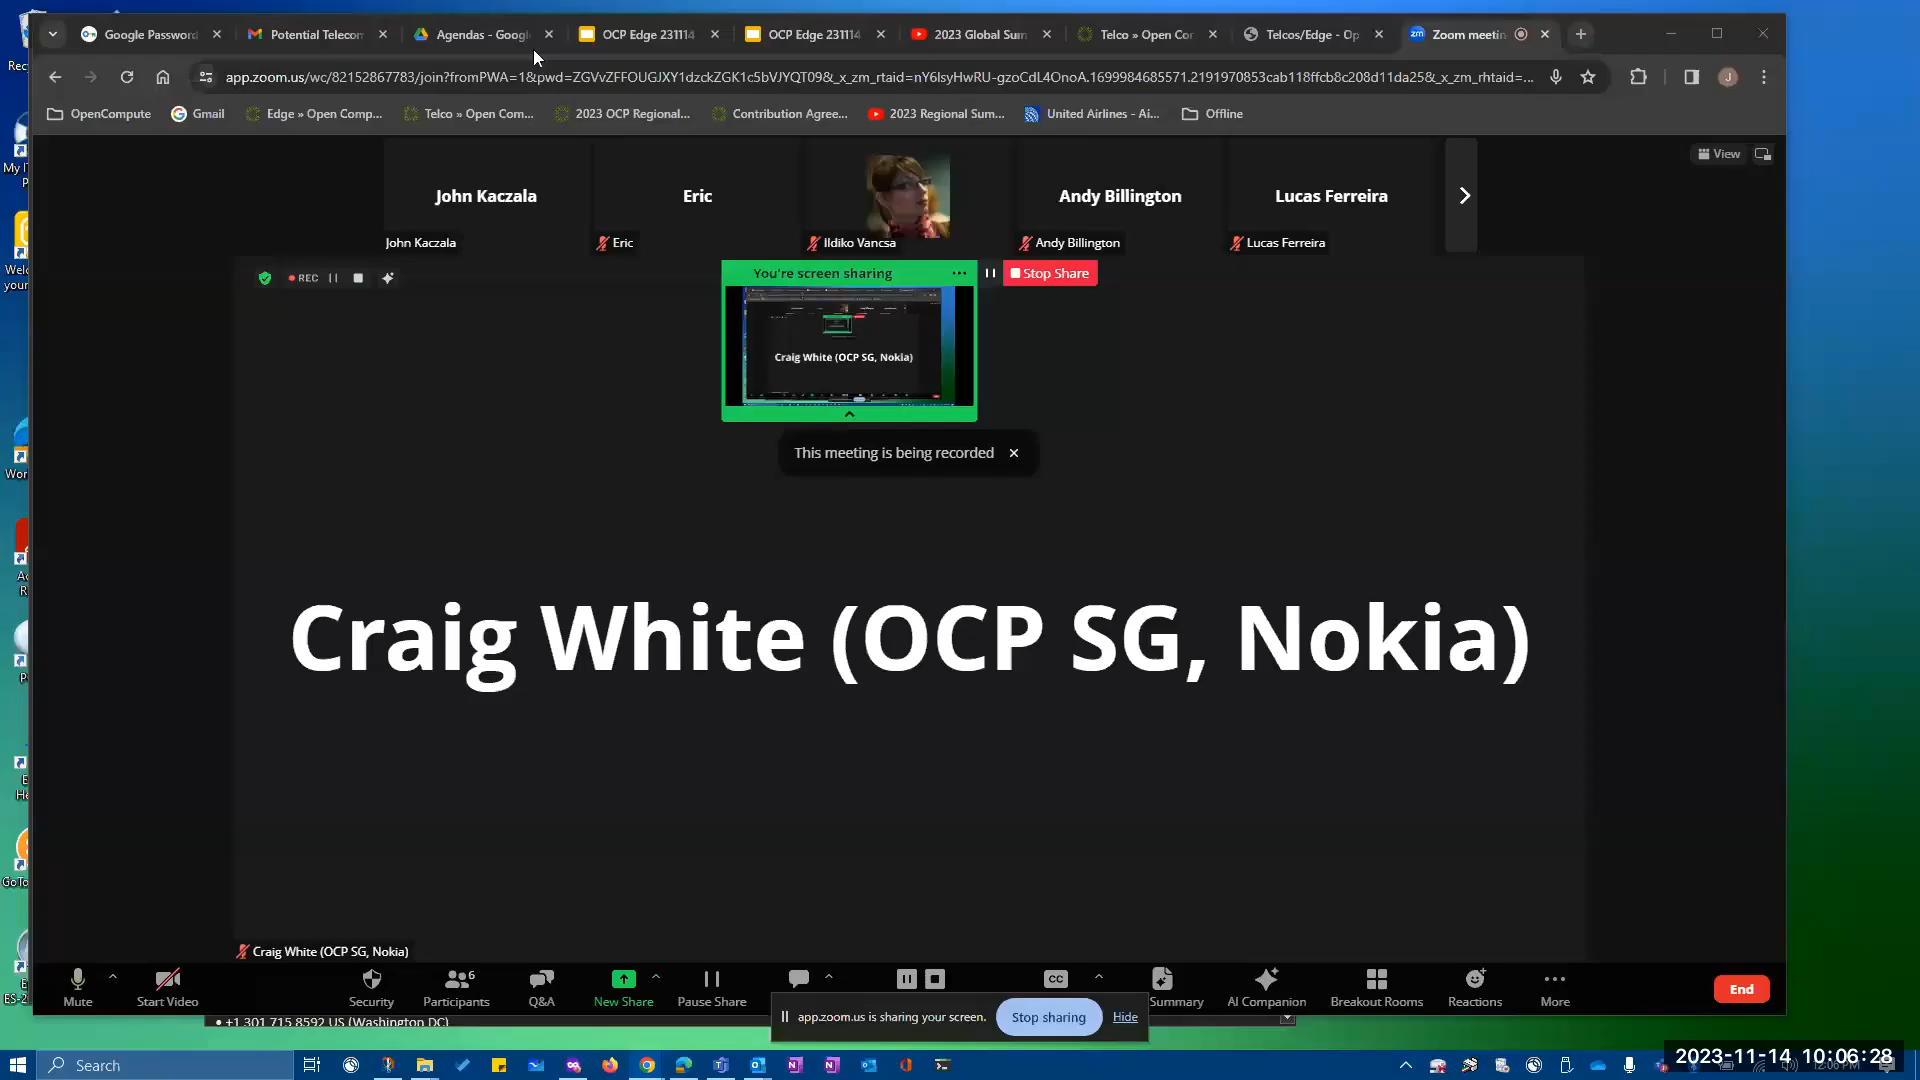 Google Password
Potential Telecom
Agendas - Googl
OCP Edge 231114
OCP Edge 231114
2023 Global Sum
Telco » Open Cor
Telcos/Edge - Op
Zoom meetin
app.zoom.us/wc/82152867783/join?fromPWA=1&pwd=ZGVvZFFOUGJXY1dzckZGK1c5bVJYQT09&_x_zm_rtaid=nY6lsyHwRU-gzoCdL4OnoA.1699984685571.2191970853cab118ffcb8c208d11da25&_x_zm_rhtaid=...
J
OpenCompute
Gmail
Edge » Open Comp...
Telco » Open Com...
2023 OCP Regional...
Contribution Agree...
2023 Regional Sum...
United Airlines - Ai...
Offline
View
John Kaczala
Eric
Andy Billington
Lucas Ferreira
John Kaczala
Eric
Ildiko Vancsa
Andy Billington
Lucas Ferreira
REC
You're screen sharing
Stop Share
Craig White (OCP SG, Nokia)
This meeting is being recorded
Craig White (OCP SG, Nokia)
Craig White (OCP SG, Nokia)
Mute
Start Video
Security
6
Participants
Q&A
New Share
Pause Share
CC
Summary
AI Companion
Breakout Rooms
Reactions
More
End
app.zoom.us is sharing your screen.
Stop sharing
Hide
+1 301 715 8592 US (Washington DC)
Search
2023-11-14 10:06:28